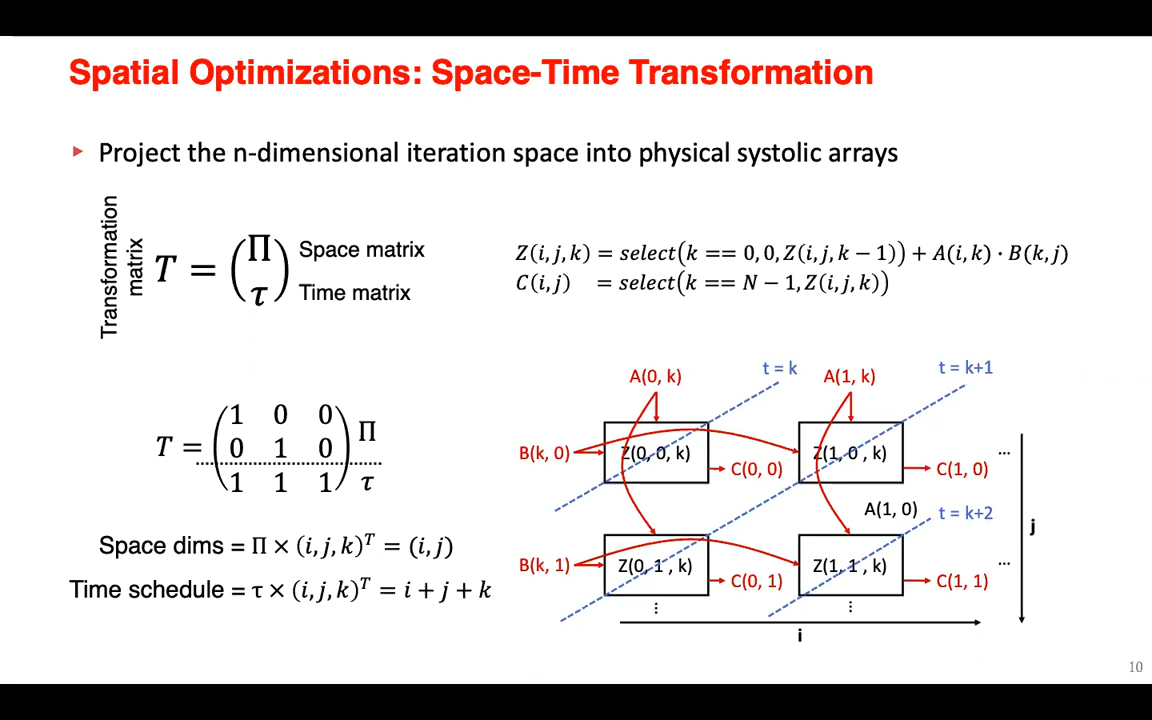 Spatial Optimizations: Space-Time Transformation
▸ Project the n-dimensional iteration space into physical systolic arrays
Transformation
matrix
T = (Π
τ)
Space matrix
Time matrix
Z(i, j, k) = select(k == 0, 0, Z(i, j, k − 1)) + A(i, k) · B(k, j)
C(i, j) = select(k == N − 1, Z(i, j, k))
T =
1 0 0
0 1 0
1 1 1
Π
τ
Space dims = Π × (i, j, k)ᵀ = (i, j)
Time schedule = τ × (i, j, k)ᵀ = i + j + k
A(0, k)
t = k
A(1, k)
t = k+1
B(k, 0)
Z(0, 0, k)
C(0, 0)
Z(1, 0 , k)
C(1, 0)
...
A(1, 0)
t = k+2
B(k, 1)
Z(0, 1 , k)
C(0, 1)
Z(1, 1 , k)
C(1, 1)
...
⋮
⋮
j
i
10